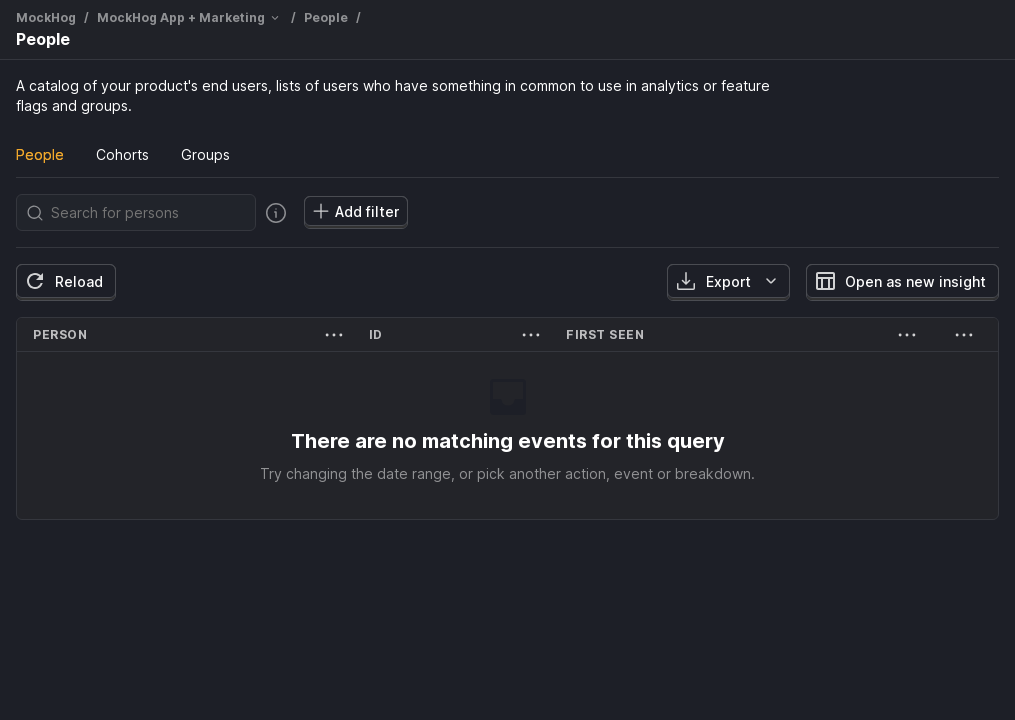 MockHog / MockHog App + Marketing / People /
People
A catalog of your product's end users, lists of users who have something in common to use in analytics or feature
flags and groups.
People Cohorts Groups
Search for persons Add filter
Reload Export Open as new insight
PERSON ID FIRST SEEN
There are no matching events for this query
Try changing the date range, or pick another action, event or breakdown.